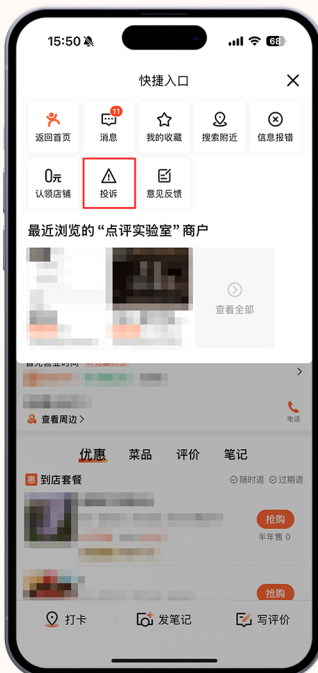 15:50
68
快捷入口
11
返回首页 消息 我的收藏 搜索附近 信息报错
0元
认领店铺 投诉 意见反馈
最近浏览的“点评实验室”商户
查看全部
查看周边
电话
优惠 菜品 评价 笔记
惠 到店套餐 随时退 过期退
抢购
半年售 0
抢购
打卡 发笔记 写评价